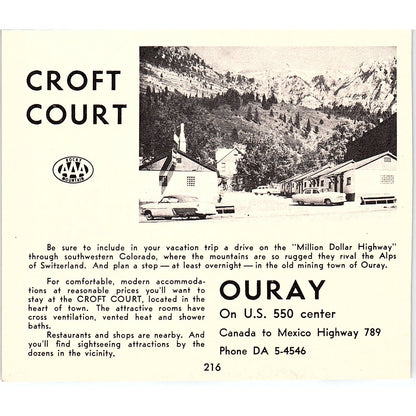 CROFT
COURT
ROCKY
AAA
MOUNTAIN
Be sure to include in your vacation trip a drive on the "Million Dollar Highway"
through southwestern Colorado, where the mountains are so rugged they rival the Alps
of Switzerland. And plan a stop — at least overnight — in the old mining town of Ouray.
For comfortable, modern accommoda-
tions at reasonable prices you'll want to
stay at the CROFT COURT, located in the
heart of town. The attractive rooms have
cross ventilation, vented heat and shower
baths.
Restaurants and shops are nearby. And
you'll find sightseeing attractions by the
dozens in the vicinity.
OURAY
On U.S. 550 center
Canada to Mexico Highway 789
Phone DA 5-4546
216